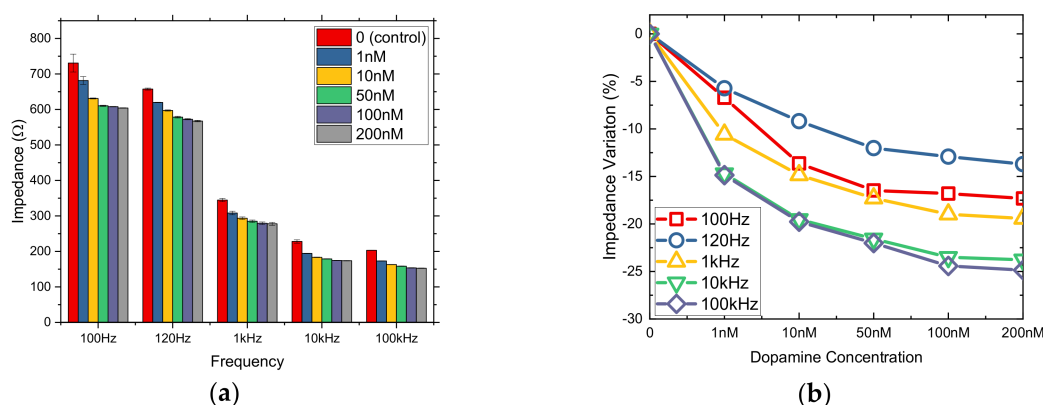 800
700
600
500
400
300
200
100
0
Impedance (Ω)
0 (control)
1nM
10nM
50nM
100nM
200nM
100Hz 120Hz 1kHz 10kHz 100kHz
Frequency
(a)
0
-5
-10
-15
-20
-25
-30
Impedance Variaton (%)
100Hz
120Hz
1kHz
10kHz
100kHz
0 1nM 10nM 50nM 100nM 200nM
Dopamine Concentration
(b)